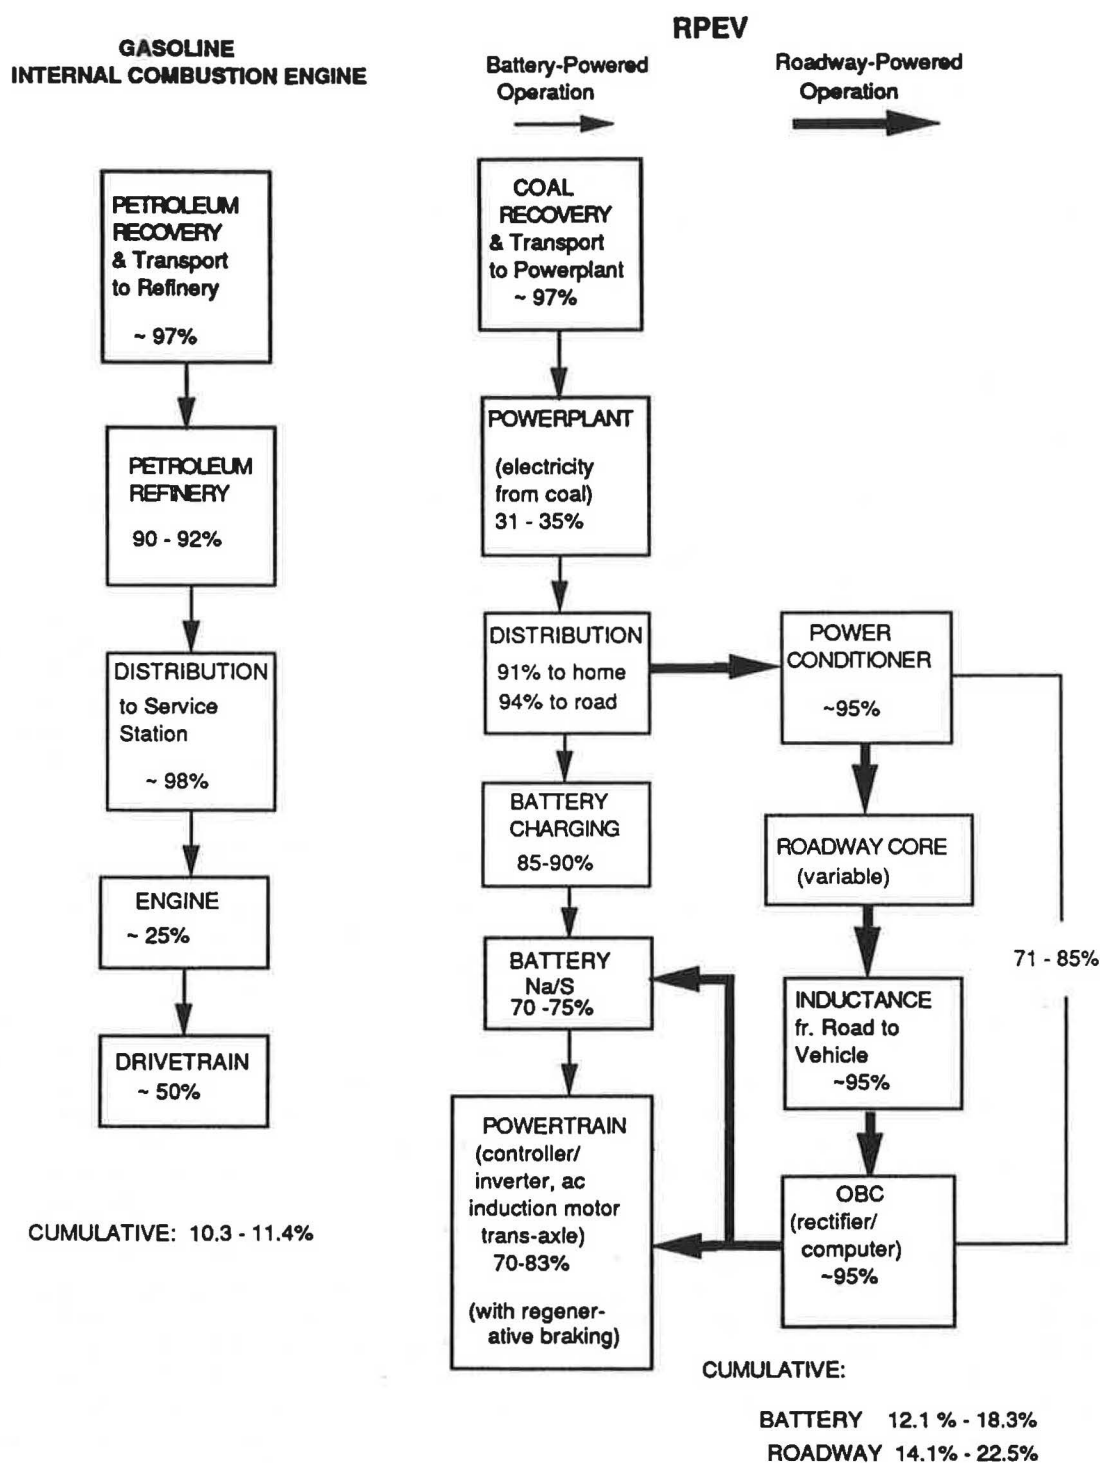 GASOLINE
INTERNAL COMBUSTION ENGINE
PETROLEUM
RECOVERY
& Transport
to Refinery
~ 97%
PETROLEUM
REFINERY
90 - 92%
DISTRIBUTION
to Service
Station
~ 98%
ENGINE
~ 25%
DRIVETRAIN
~ 50%
CUMULATIVE: 10.3 - 11.4%
RPEV
Battery-Powered
Operation
Roadway-Powered
Operation
COAL
RECOVERY
& Transport
to Powerplant
~ 97%
POWERPLANT
(electricity
from coal)
31 - 35%
DISTRIBUTION
91% to home
94% to road
BATTERY
CHARGING
85-90%
BATTERY
Na/S
70 -75%
POWERTRAIN
(controller/
inverter, ac
induction motor
trans-axle)
70-83%
(with regener-
ative braking)
POWER
CONDITIONER
~95%
ROADWAY CORE
(variable)
INDUCTANCE
fr. Road to
Vehicle
~95%
OBC
(rectifier/
computer)
~95%
71 - 85%
CUMULATIVE:
BATTERY 12.1 % - 18.3%
ROADWAY 14.1% - 22.5%